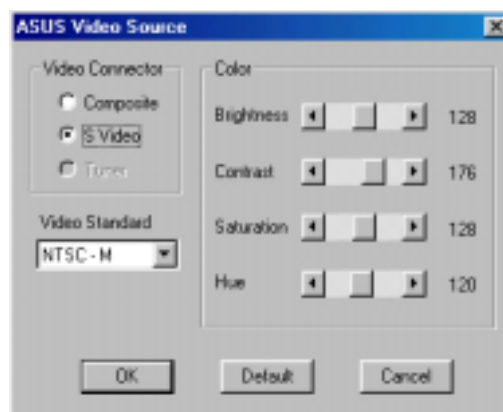 ASUS Video Source
Video Connector
Composite
S Video
Tuner
Video Standard
NTSC - M
Color
Brightness 128
Contrast 176
Saturation 128
Hue 120
OK Default Cancel